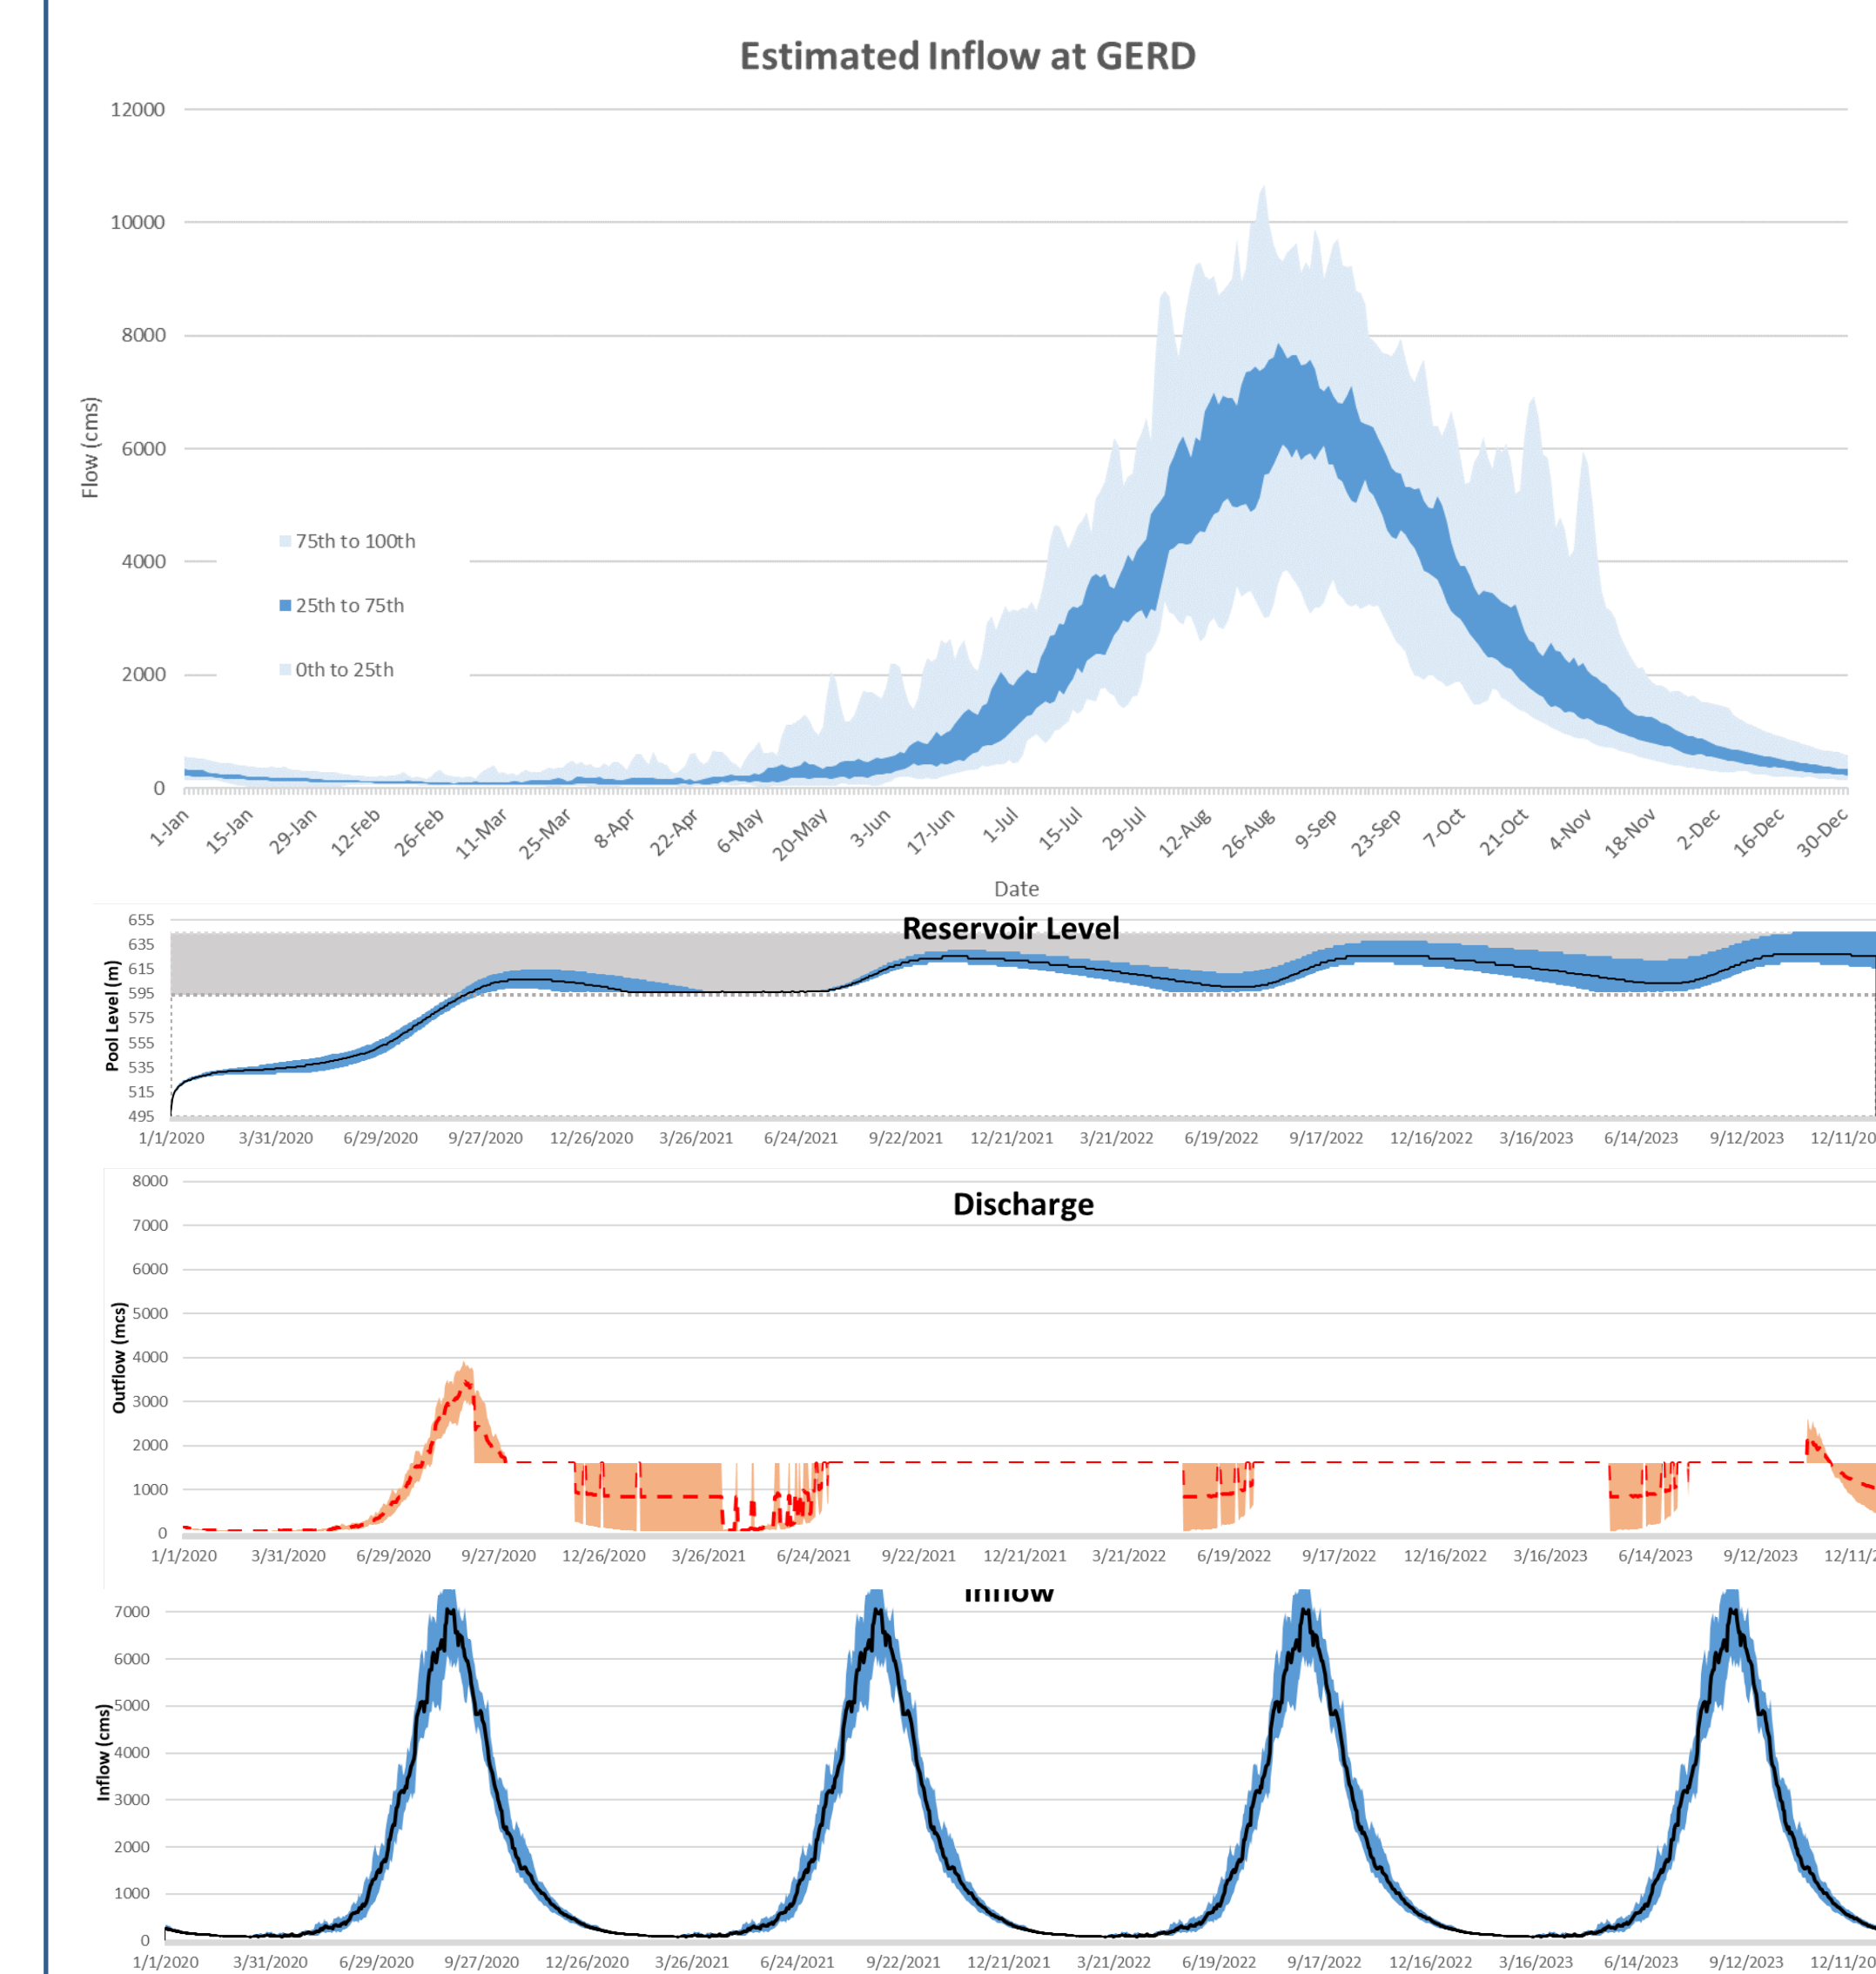 Estimated Inflow at GERD
12000
10000
8000
6000
4000
2000
0
Flow (cms)
75th to 100th
25th to 75th
0th to 25th
1-Jan 15-Jan 29-Jan 12-Feb 26-Feb 11-Mar 25-Mar 8-Apr 22-Apr 6-May 20-May 3-Jun 17-Jun 1-Jul 15-Jul 29-Jul 12-Aug 26-Aug 9-Sep 23-Sep 7-Oct 21-Oct 4-Nov 18-Nov 2-Dec 16-Dec 30-Dec
Date
Reservoir Level
655
635
615
595
575
555
535
515
495
Pool Level (m)
1/1/2020 3/31/2020 6/29/2020 9/27/2020 12/26/2020 3/26/2021 6/24/2021 9/22/2021 12/21/2021 3/21/2022 6/19/2022 9/17/2022 12/16/2022 3/16/2023 6/14/2023 9/12/2023 12/11/20
Discharge
8000
7000
6000
5000
4000
3000
2000
1000
0
Outflow (mcs)
1/1/2020 3/31/2020 6/29/2020 9/27/2020 12/26/2020 3/26/2021 6/24/2021 9/22/2021 12/21/2021 3/21/2022 6/19/2022 9/17/2022 12/16/2022 3/16/2023 6/14/2023 9/12/2023 12/11/2
Inflow
7000
6000
5000
4000
3000
2000
1000
0
Inflow (cms)
1/1/2020 3/31/2020 6/29/2020 9/27/2020 12/26/2020 3/26/2021 6/24/2021 9/22/2021 12/21/2021 3/21/2022 6/19/2022 9/17/2022 12/16/2022 3/16/2023 6/14/2023 9/12/2023 12/11/20